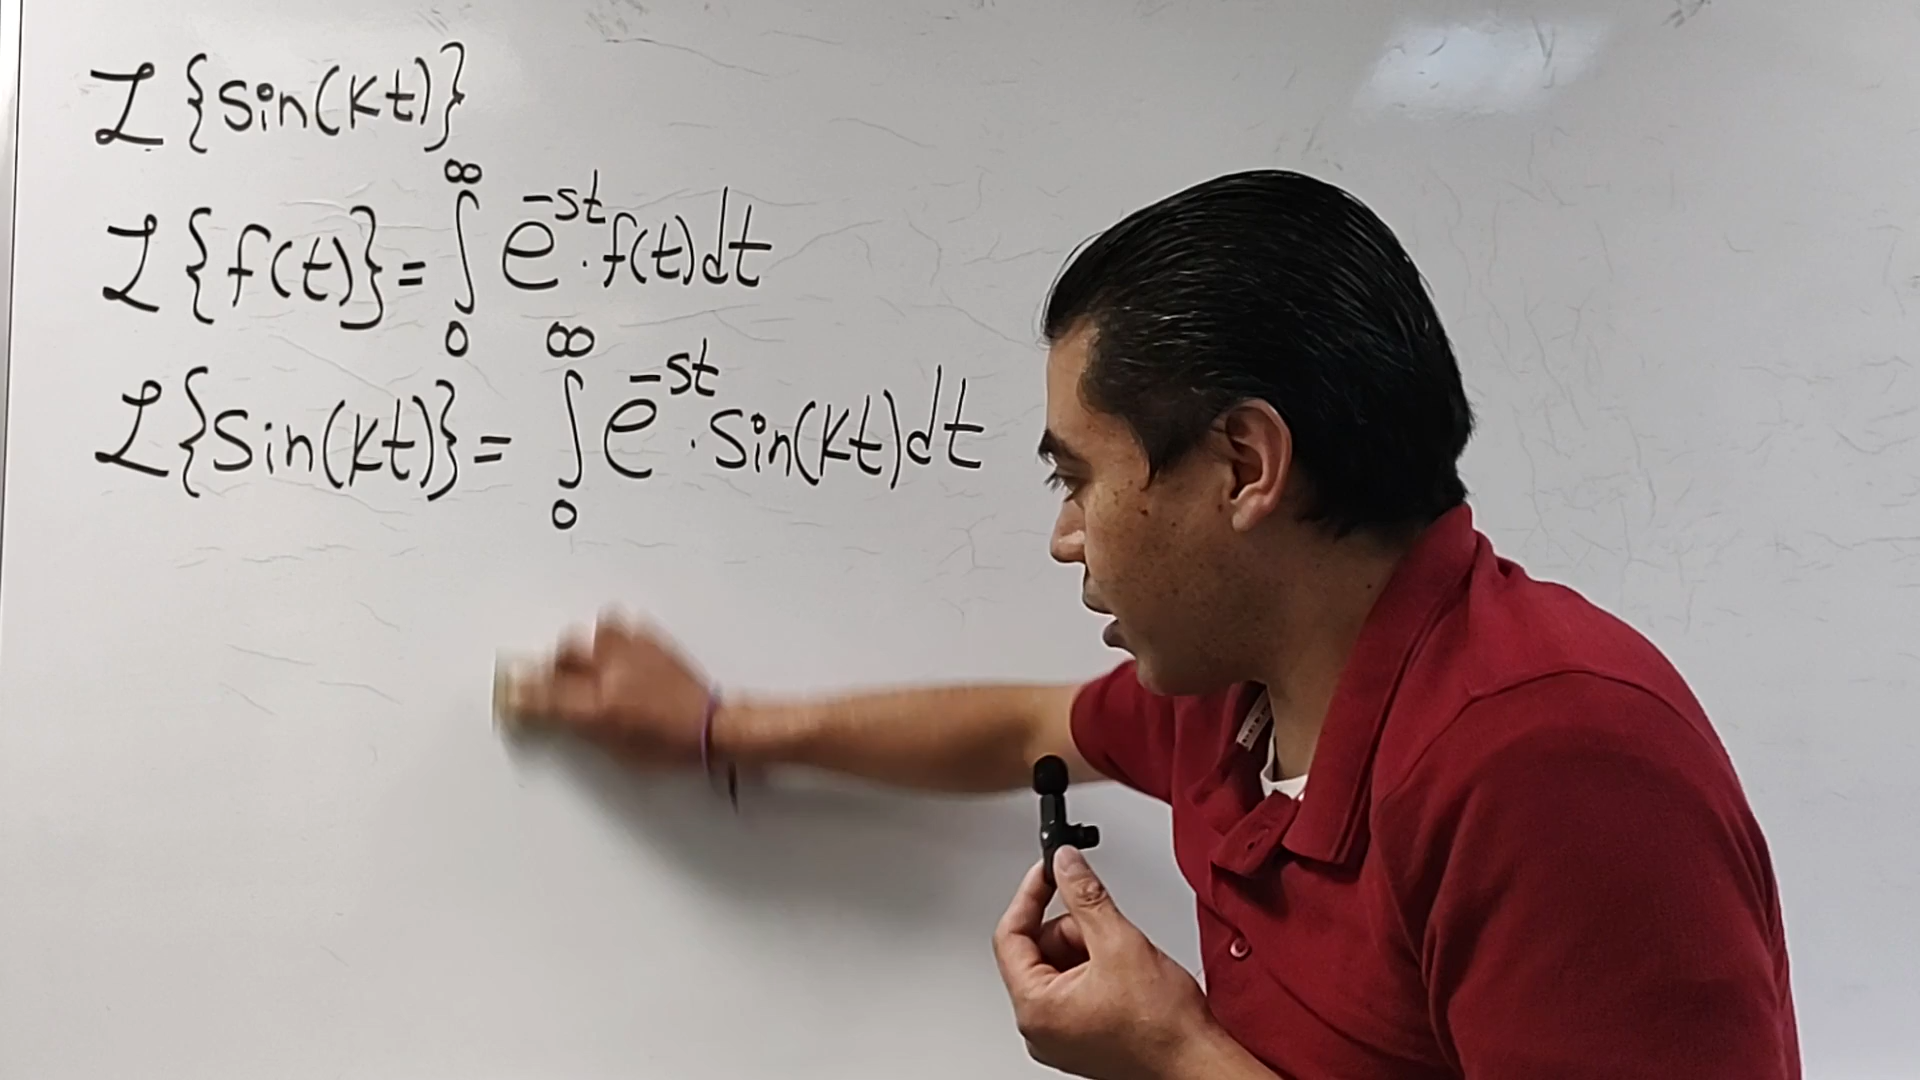 ℒ{sin(kt)}
ℒ{f(t)}=∫₀^∞ e^{-st}·f(t)dt
ℒ{sin(kt)}=∫₀^∞ e^{-st}·sin(kt)dt